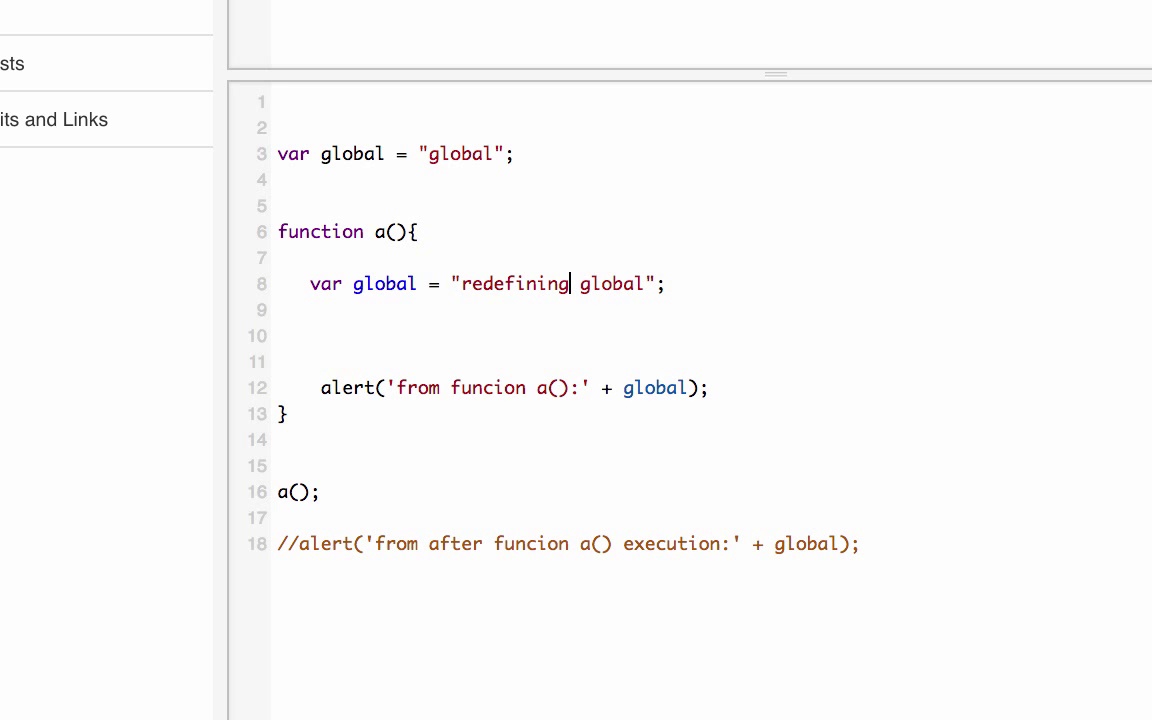 sts
its and Links
1
2
3 var global = "global";
4
5
6 function a(){
7
8 var global = "redefining global";
9
10
11
12 alert('from funcion a():' + global);
13 }
14
15
16 a();
17
18 //alert('from after funcion a() execution:' + global);